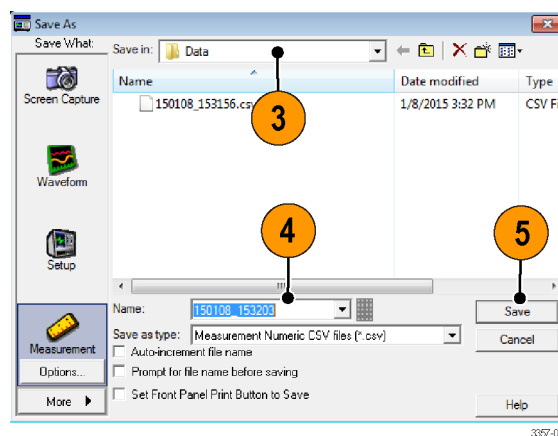 Save As
Save What:
Save in: Data
Name Date modified Type
150108_153156.cs 1/8/2015 3:32 PM CSV Fi
3
Screen Capture
Waveform
4
5
Setup
Name: 150108_153203 Save
Save as type: Measurement Numeric CSV files (*.csv) Cancel
Measurement
Auto-increment file name
Options...
Prompt for file name before saving
More
Set Front Panel Print Button to Save
Help
3357-0